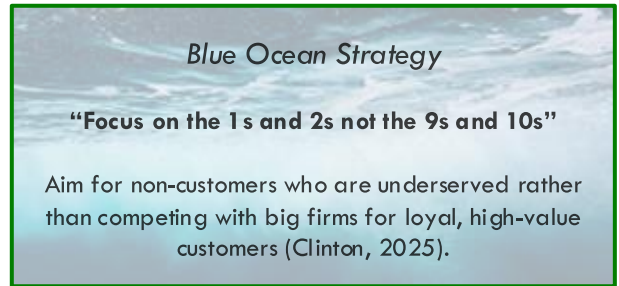 Blue Ocean Strategy
“Focus on the 1s and 2s not the 9s and 10s”
Aim for non-customers who are underserved rather
than competing with big firms for loyal, high-value
customers (Clinton, 2025).